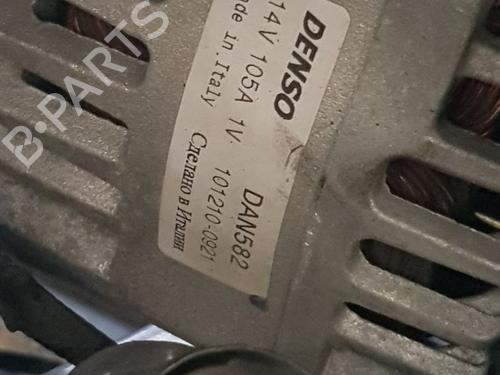 DENSO
14V 105A 1V.
Made in.Italy
DAN582
101210-0921
Сделано в Италии
B-PARTS